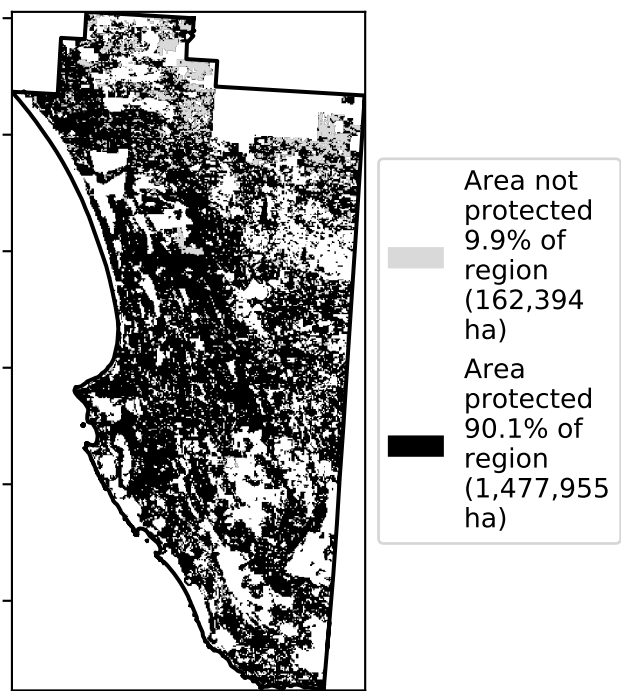 Area not
protected
9.9% of
region
(162,394
ha)
Area
protected
90.1% of
region
(1,477,955
ha)